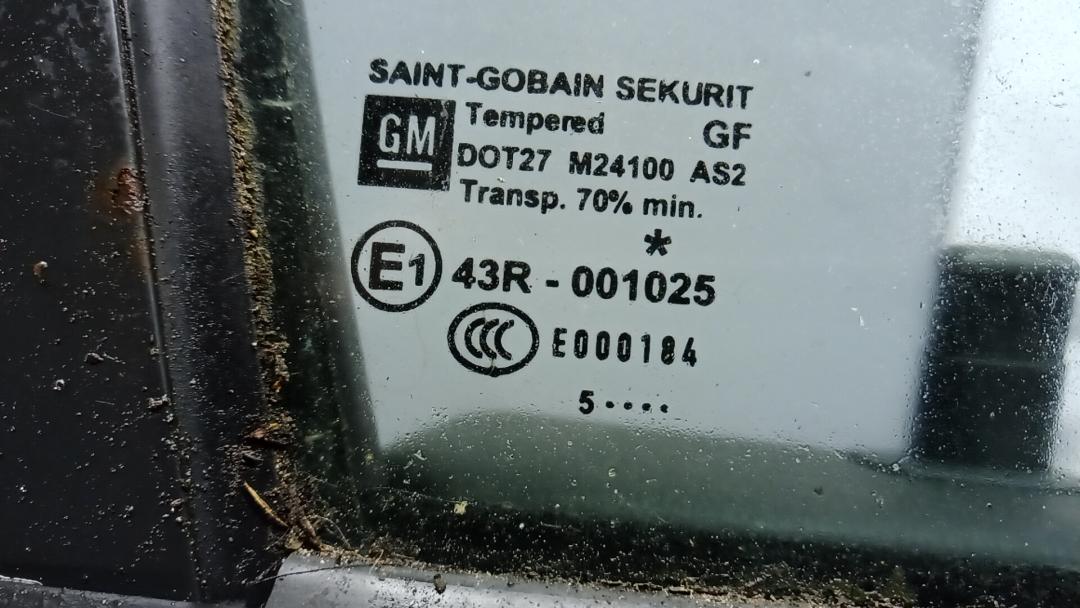 SAINT-GOBAIN SEKURIT
GM Tempered GF
DOT27 M24100 AS2
Transp. 70% min.
*
E1 43R - 001025
CCC E000184
5••••